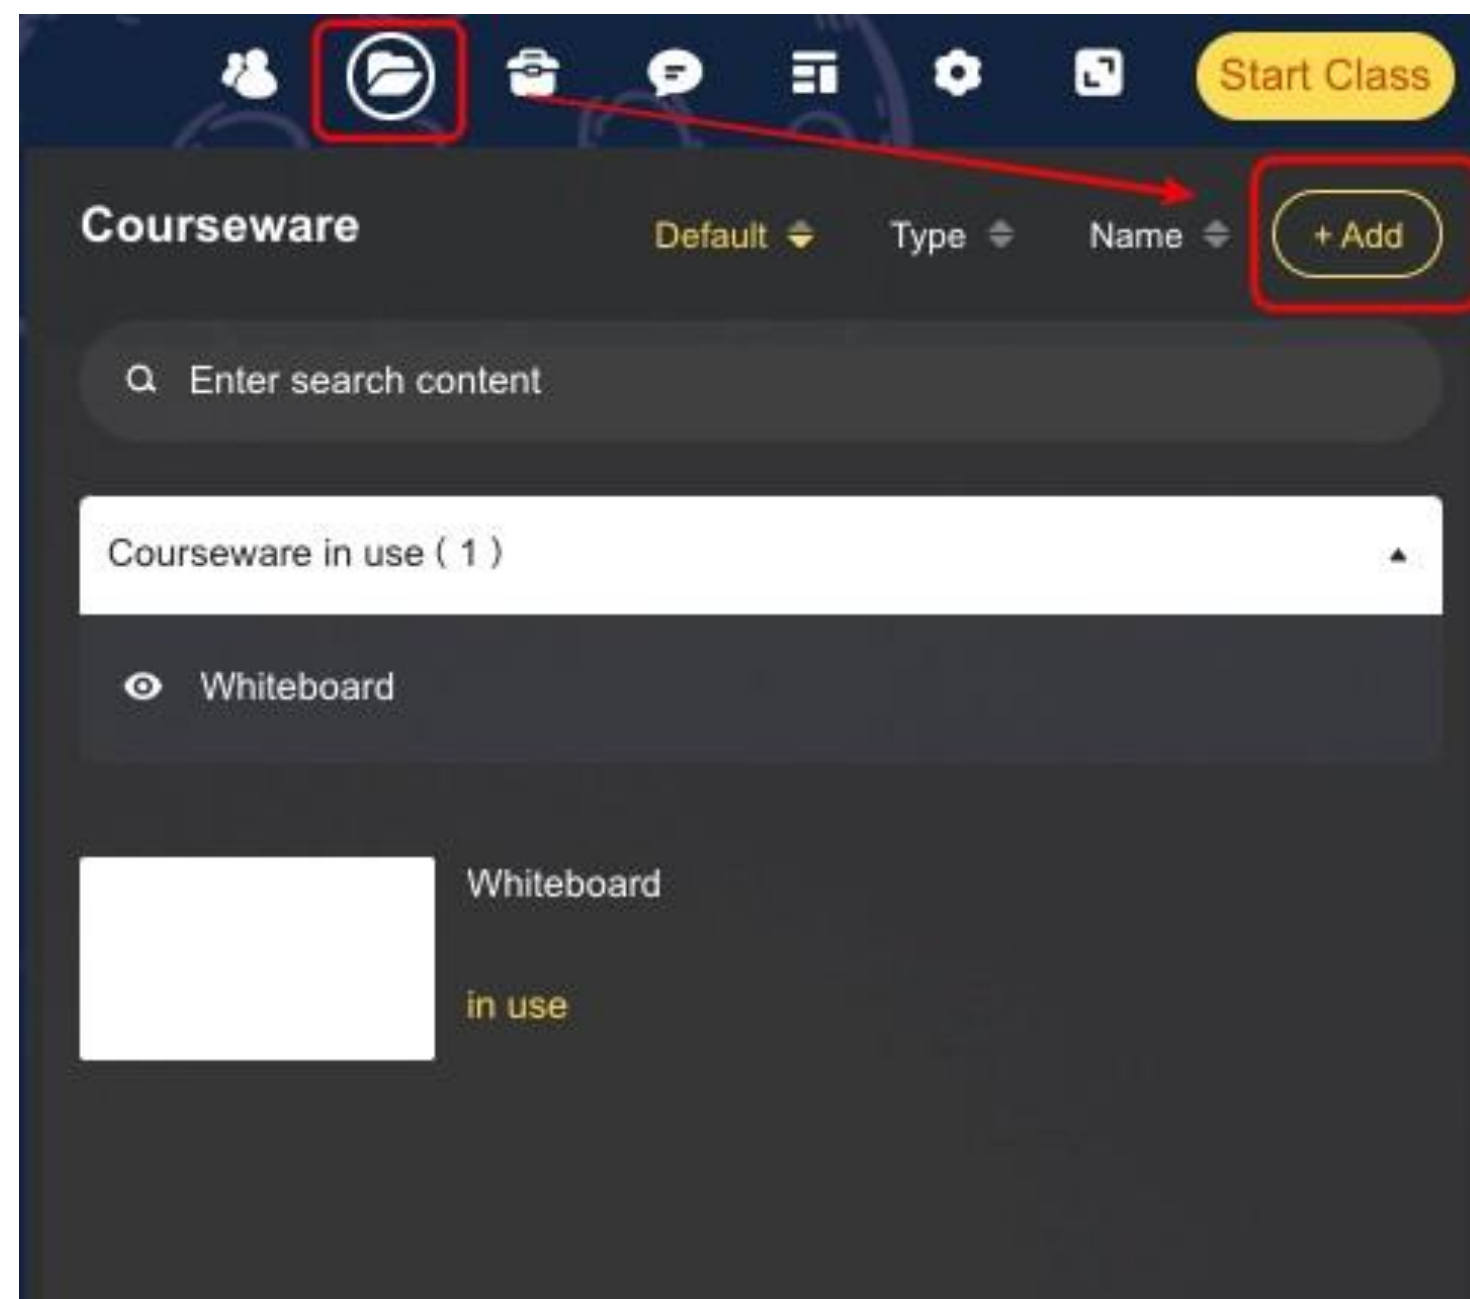 Start Class
Courseware Default Type Name + Add
Enter search content
Courseware in use ( 1 )
Whiteboard
Whiteboard
in use